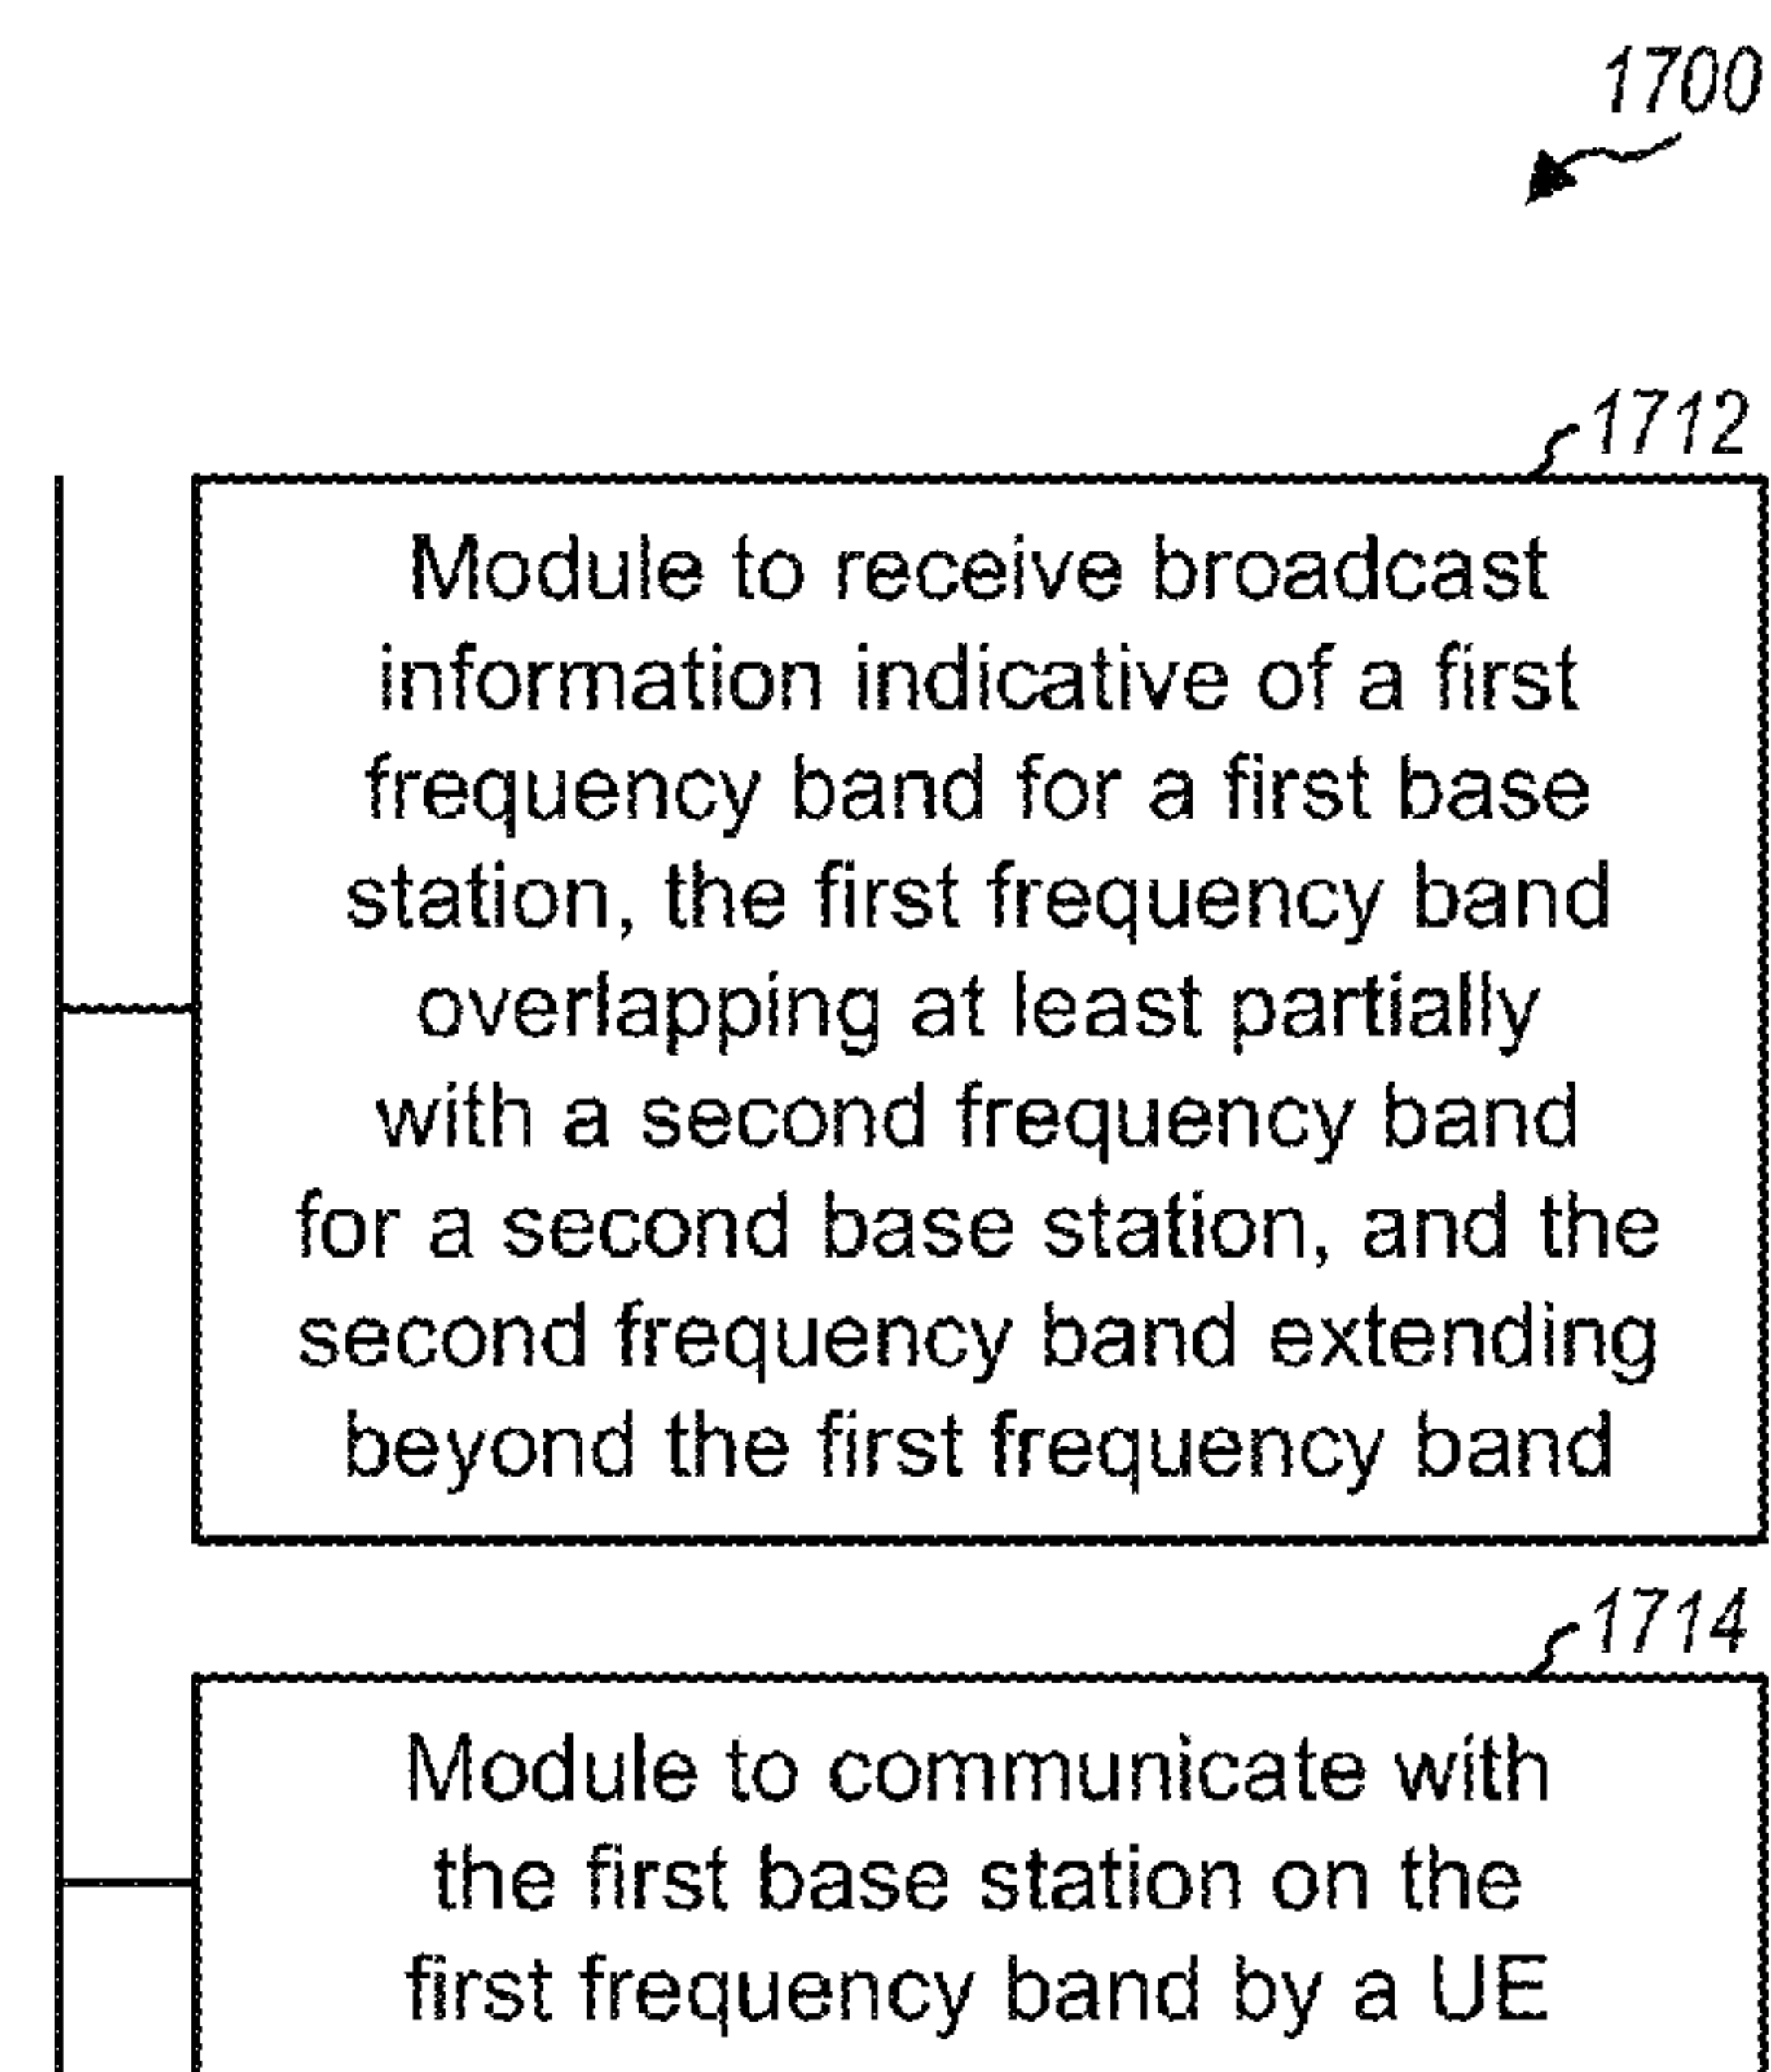 1700
1712
Module to receive broadcast
information indicative of a first
frequency band for a first base
station, the first frequency band
overlapping at least partially
with a second frequency band
for a second base station, and the
second frequency band extending
beyond the first frequency band
1714
Module to communicate with
the first base station on the
first frequency band by a UE